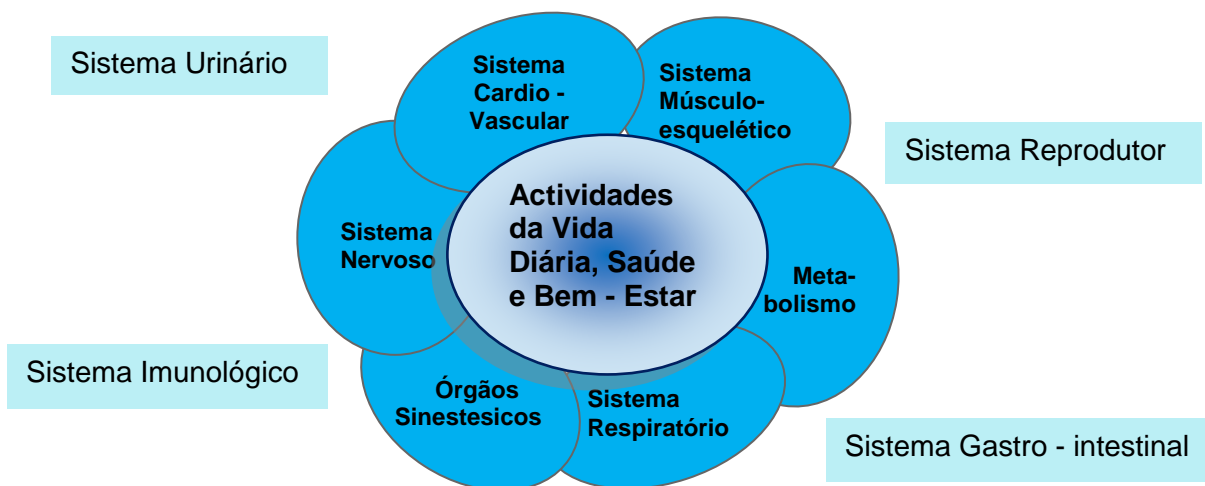 Sistema Urinário
Sistema
Cardio -
Vascular
Sistema
Músculo-
esquelético
Sistema Reprodutor
Actividades
da Vida
Diária, Saúde
e Bem - Estar
Sistema
Nervoso
Meta-
bolismo
Sistema Imunológico
Órgãos
Sinestesicos
Sistema
Respiratório
Sistema Gastro - intestinal